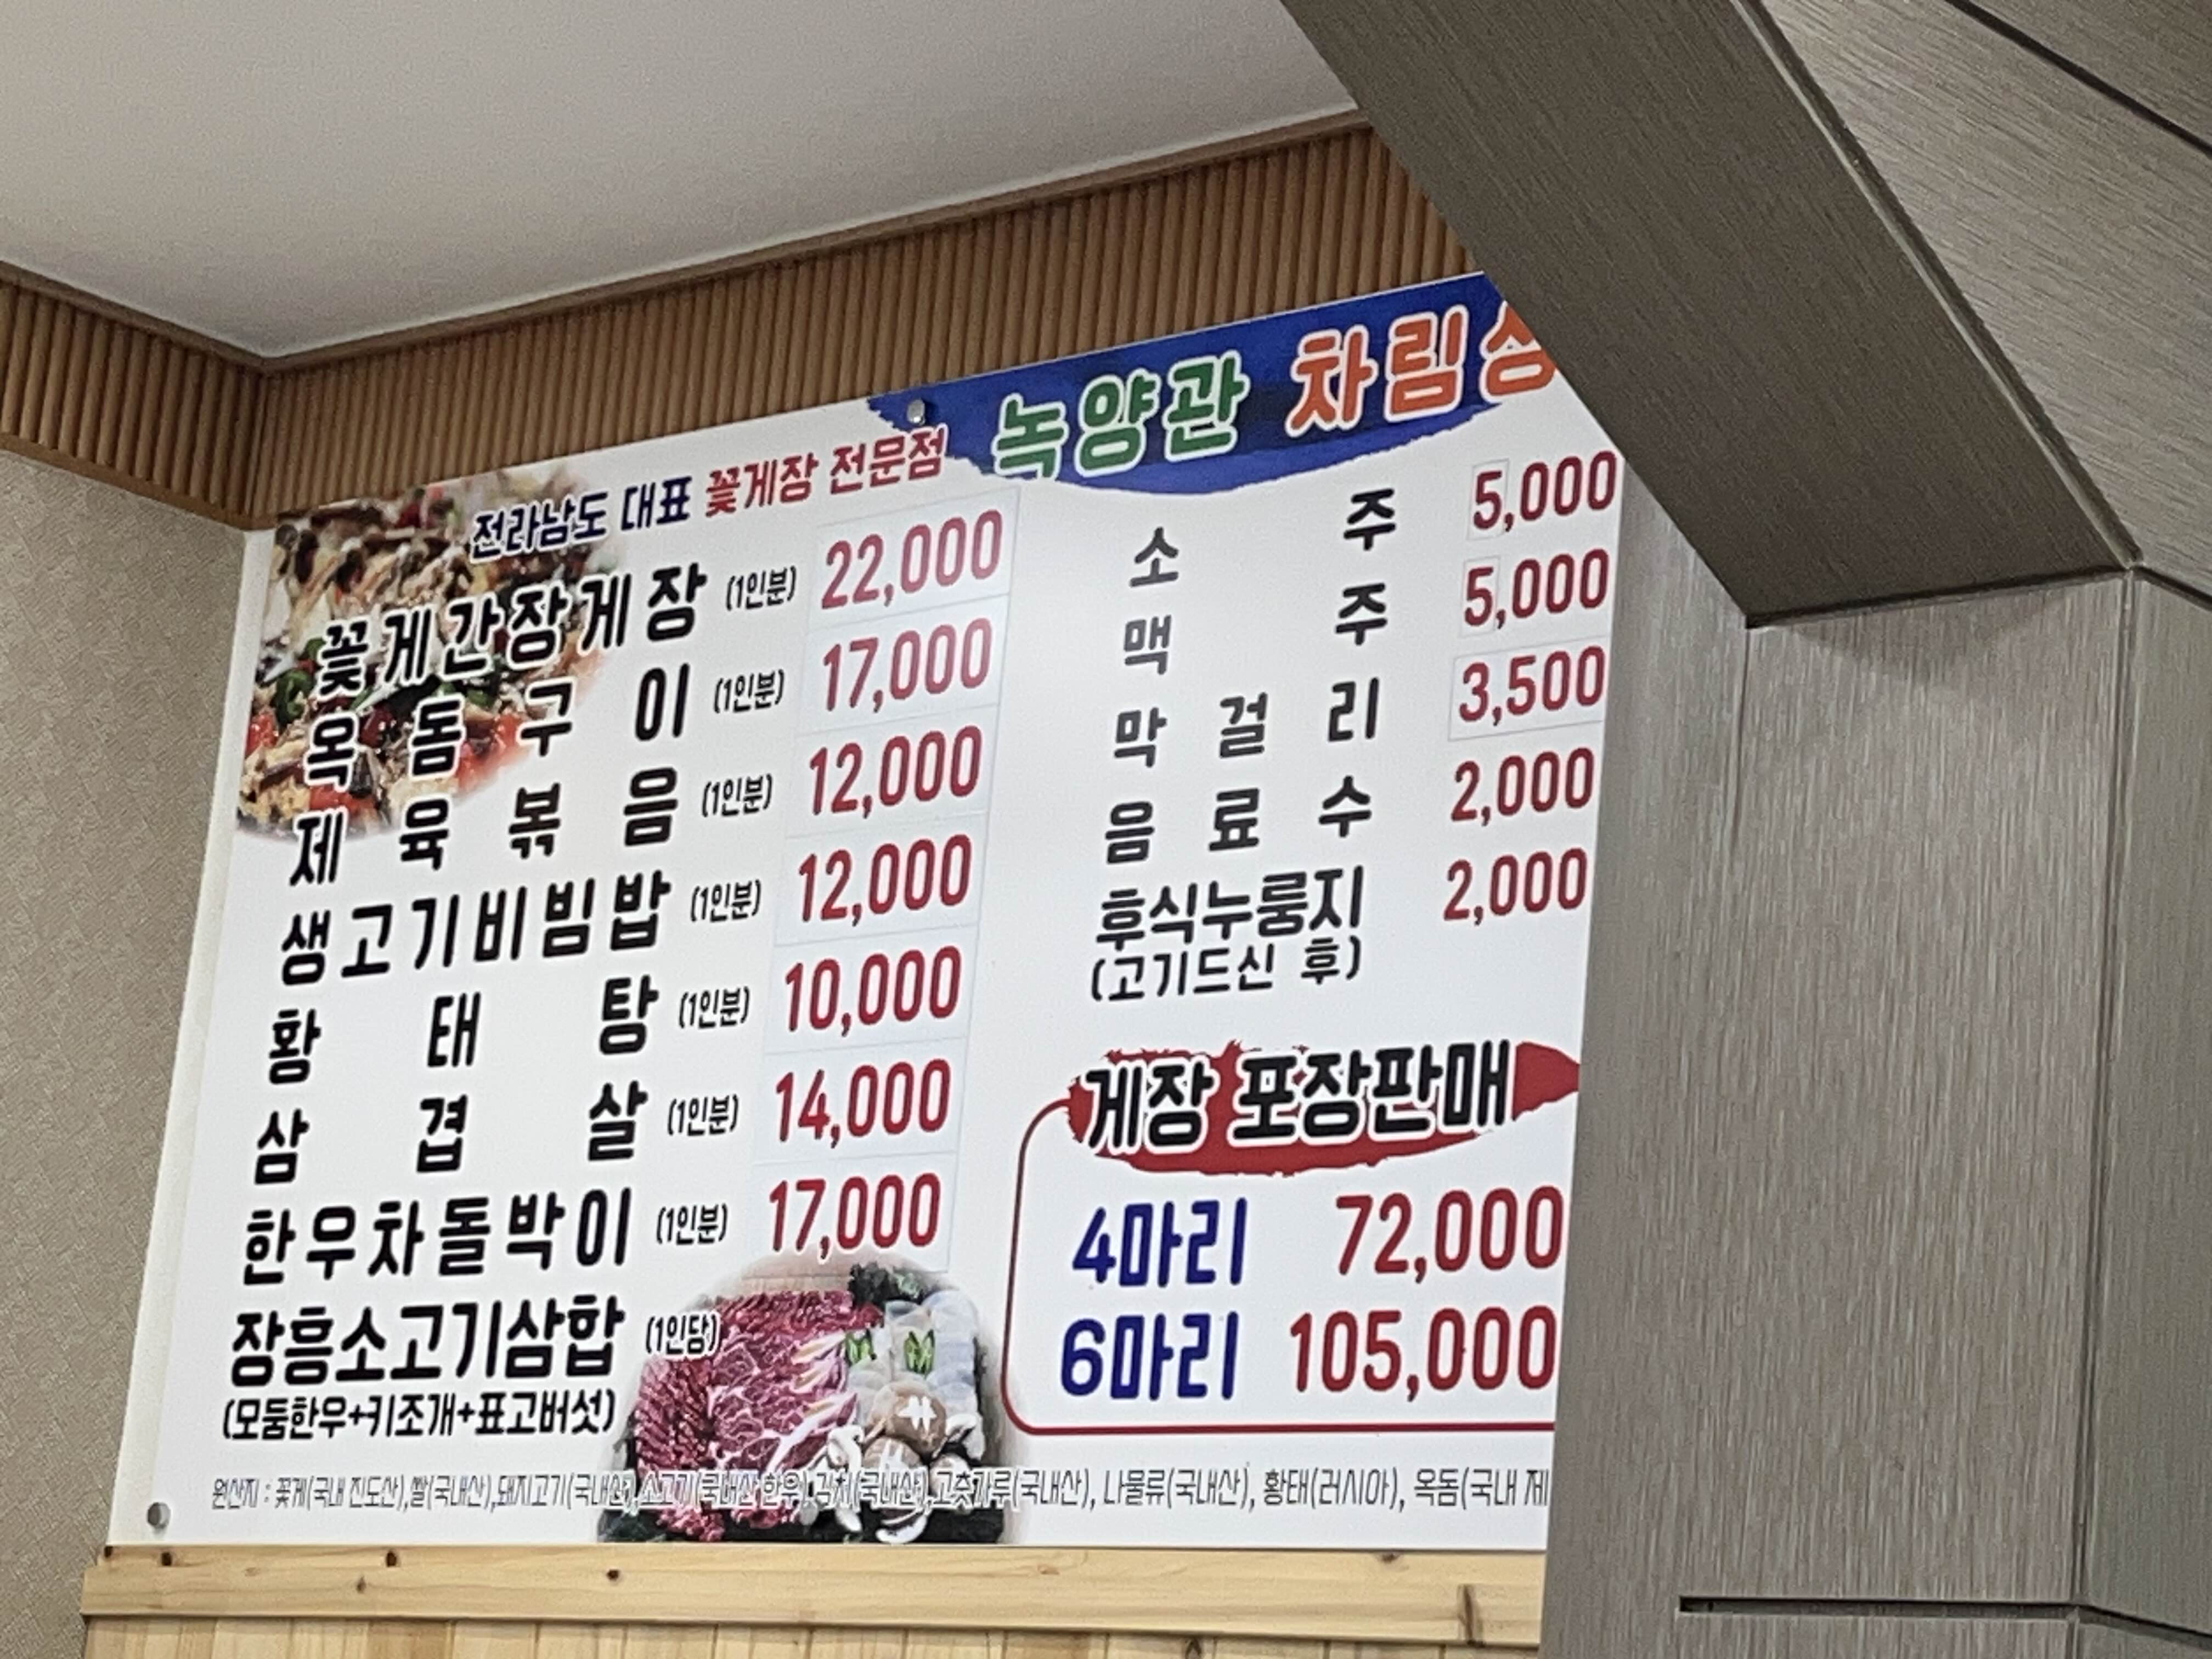 녹양관 차림
전라남도 대표 꽃게장 전문점
꽃게간장게장 (1인분) 22,000
옥돔구이 (1인분) 17,000
제육볶음 (1인분) 12,000
생고기비빔밥 (1인분) 12,000
황태탕 (1인분) 10,000
삼겹살 (1인분) 14,000
한우차돌박이 (1인분) 17,000
장흥소고기삼합 (1인당)
(모둠한우+키조개+표고버섯)
소주 5,000
맥주 5,000
막걸리 3,500
음료수 2,000
후식누룽지 2,000
(고기드신 후)
게장 포장판매
4마리 72,000
6마리 105,000
원산지 : 꽃게(국내 진도산),쌀(국내산),돼지고기(국내산),소고기(국내산 한우),김치(국내산),고춧가루(국내산), 나물류(국내산), 황태(러시아), 옥돔(국내 제